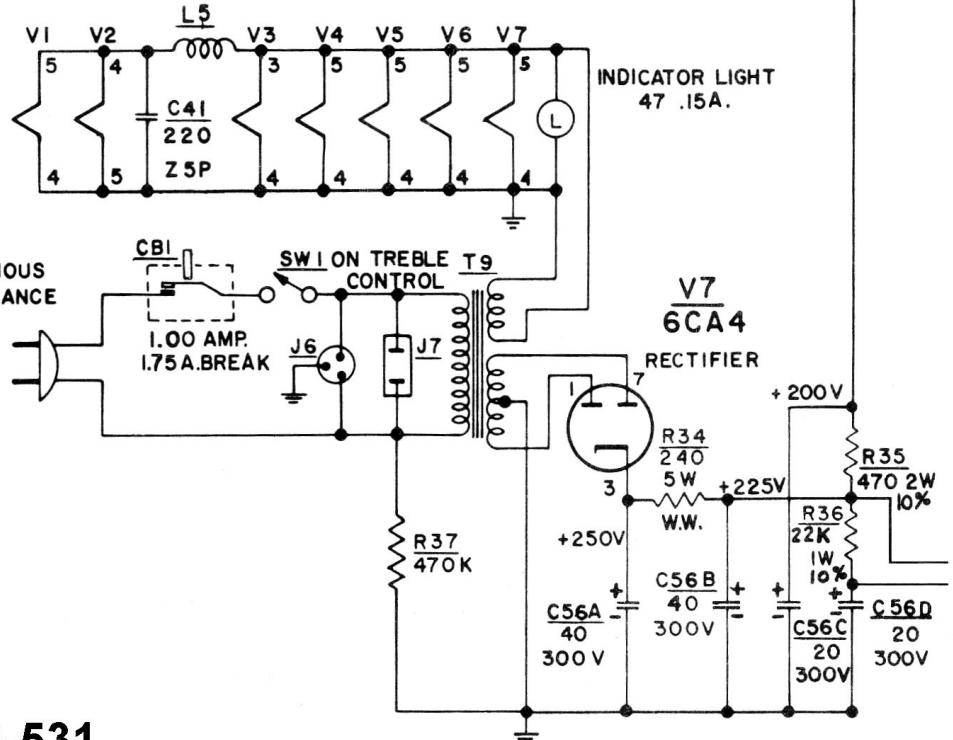 L5
V1 V2 V3 V4 V5 V6 V7
5 4 3 5 5 5 5
C41
220
Z5P
INDICATOR LIGHT
47 .15A.
L
4 5 4 4 4 4 4
IOUS
ANCE
CB1
SW1 ON TREBLE
CONTROL
T9
1.00 AMP.
1.75A.BREAK
J6
J7
V7
6CA4
RECTIFIER
1
7
3
+200V
R34
240
5W
W.W.
+225V
R35
470 2W
10%
R36
22K
1W
10%
+250V
R37
470K
C56A
40
300V
+
-
C56B
40
300V
+
-
+
-
C56C
20
300V
+
-
C56D
20
300V
531